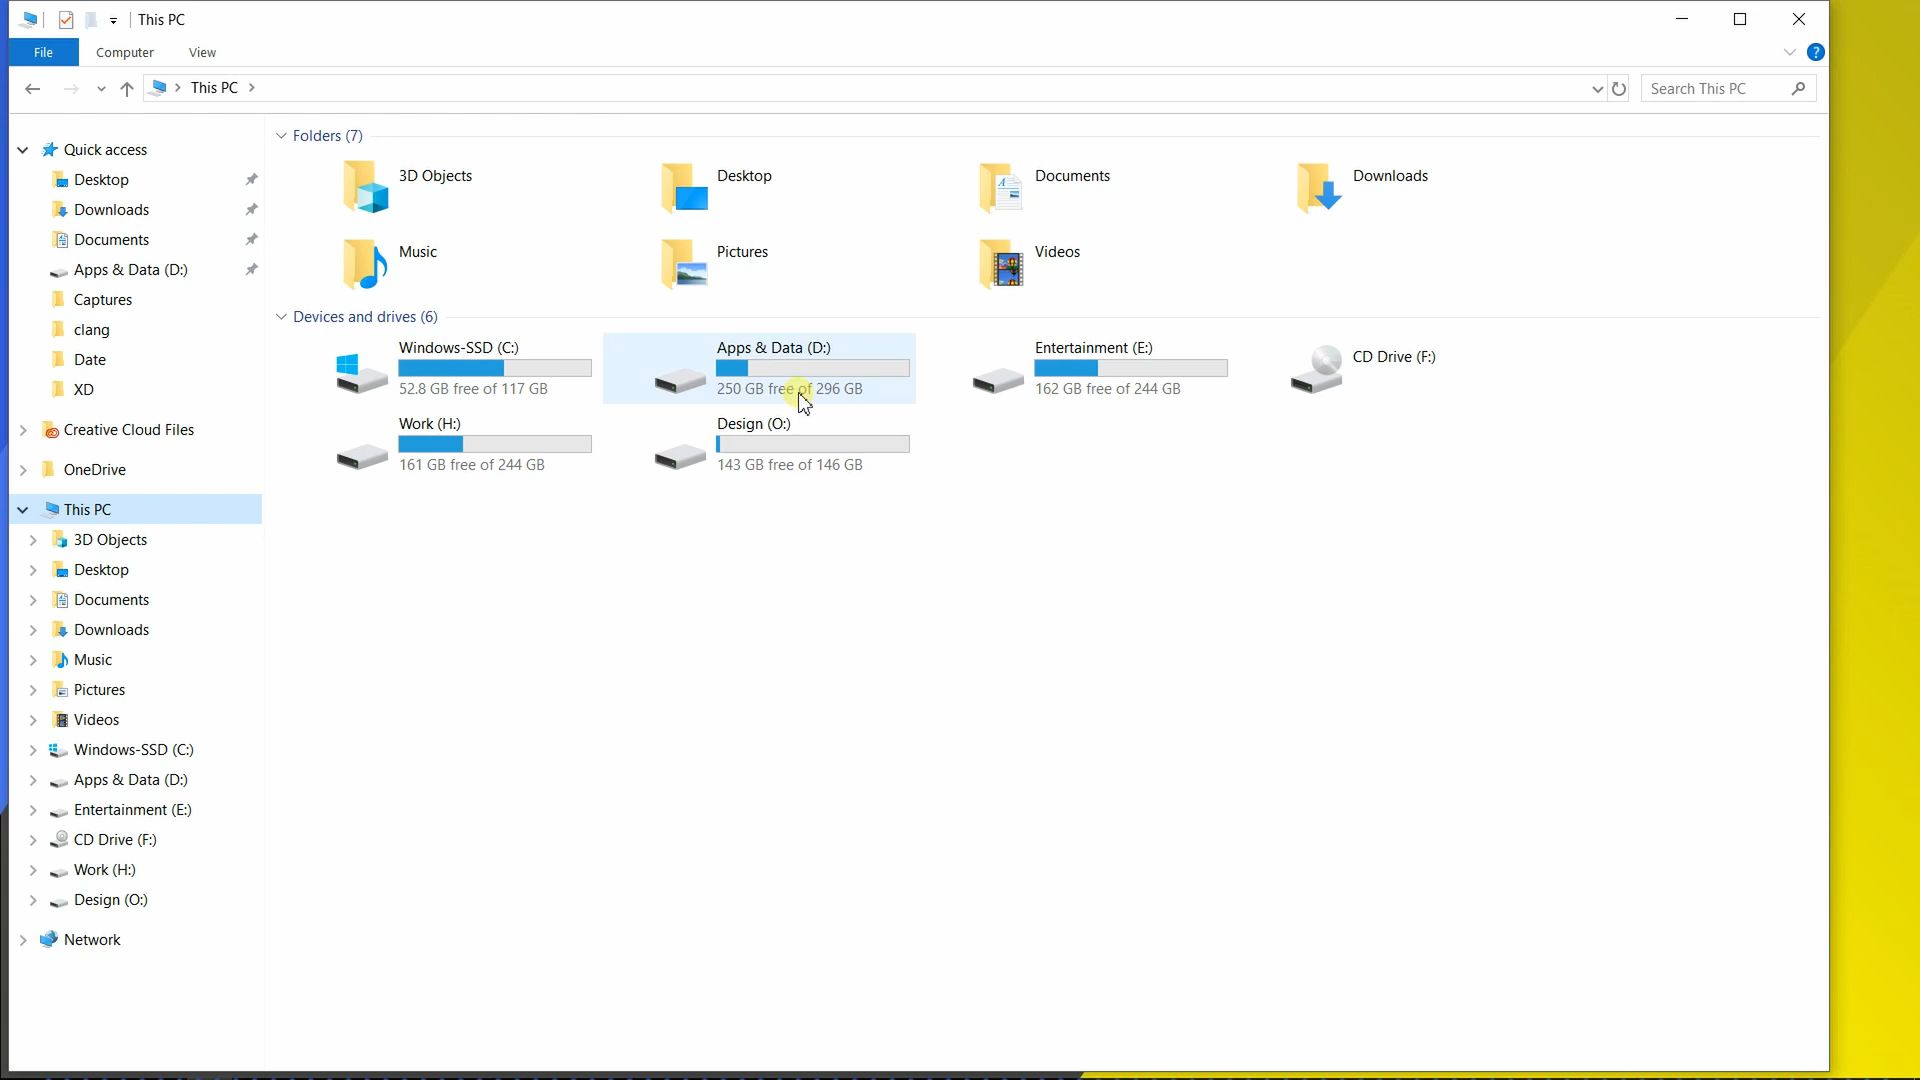 This PC
File Computer View
This PC
Search This PC
Quick access
Desktop
Downloads
Documents
Apps & Data (D:)
Captures
clang
Date
XD
Creative Cloud Files
OneDrive
This PC
3D Objects
Desktop
Documents
Downloads
Music
Pictures
Videos
Windows-SSD (C:)
Apps & Data (D:)
Entertainment (E:)
CD Drive (F:)
Work (H:)
Design (O:)
Network
Folders (7)
3D Objects
Desktop
Documents
Downloads
Music
Pictures
Videos
Devices and drives (6)
Windows-SSD (C:)
52.8 GB free of 117 GB
Apps & Data (D:)
250 GB free of 296 GB
Entertainment (E:)
162 GB free of 244 GB
CD Drive (F:)
Work (H:)
161 GB free of 244 GB
Design (O:)
143 GB free of 146 GB